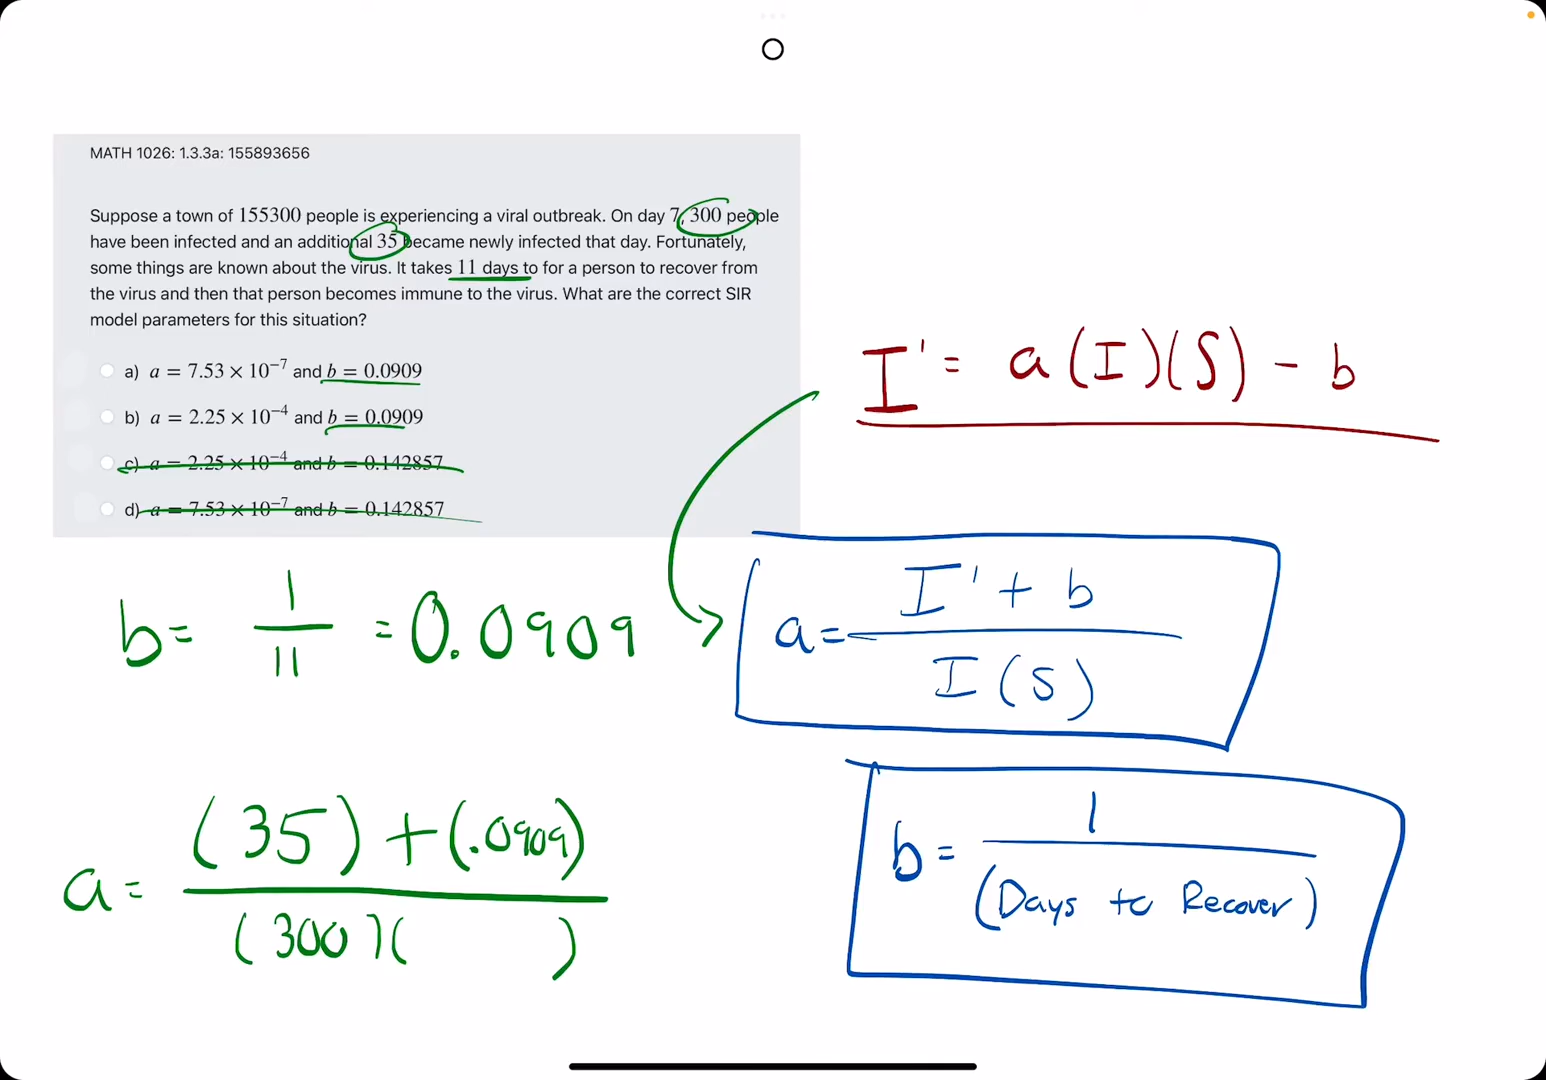 MATH 1026: 1.3.3a: 155893656
Suppose a town of 155300 people is experiencing a viral outbreak. On day 7, 300 people
have been infected and an additional 35 became newly infected that day. Fortunately,
some things are known about the virus. It takes 11 days to for a person to recover from
the virus and then that person becomes immune to the virus. What are the correct SIR
model parameters for this situation?
a) a = 7.53 × 10⁻⁷ and b = 0.0909
b) a = 2.25 × 10⁻⁴ and b = 0.0909
c) a = 2.25 × 10⁻⁴ and b = 0.142857
d) a = 7.53 × 10⁻⁷ and b = 0.142857
I' = a(I)(S) - b
a = I' + b / I(S)
b = 1 / 11 = 0.0909
b = 1 / (Days to Recover)
a = (35) + (.0909) / (300)( )